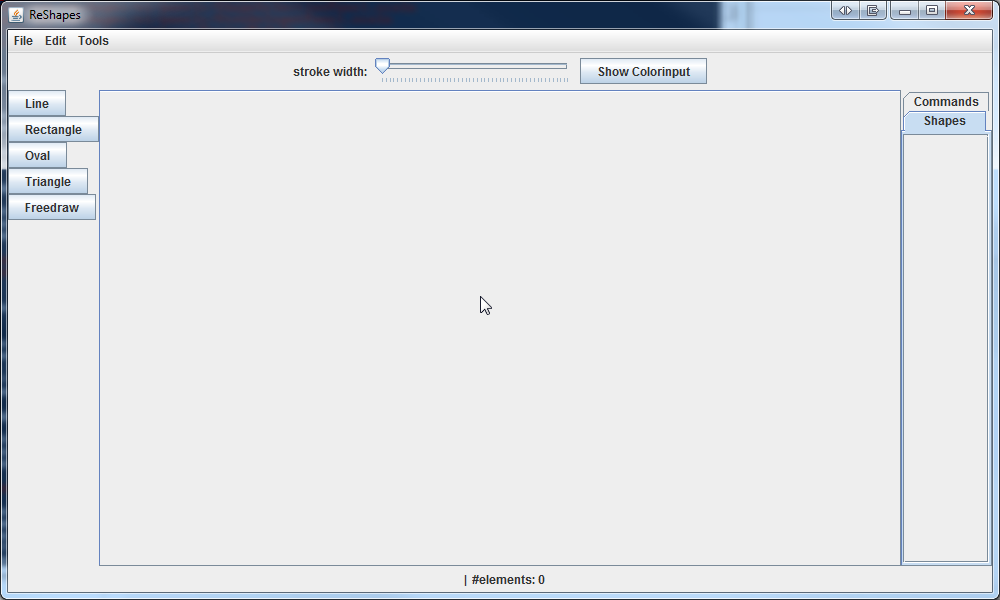 ReShapes
File Edit Tools
stroke width: Show Colorinput
Line
Rectangle
Oval
Triangle
Freedraw
Commands
Shapes
| #elements: 0